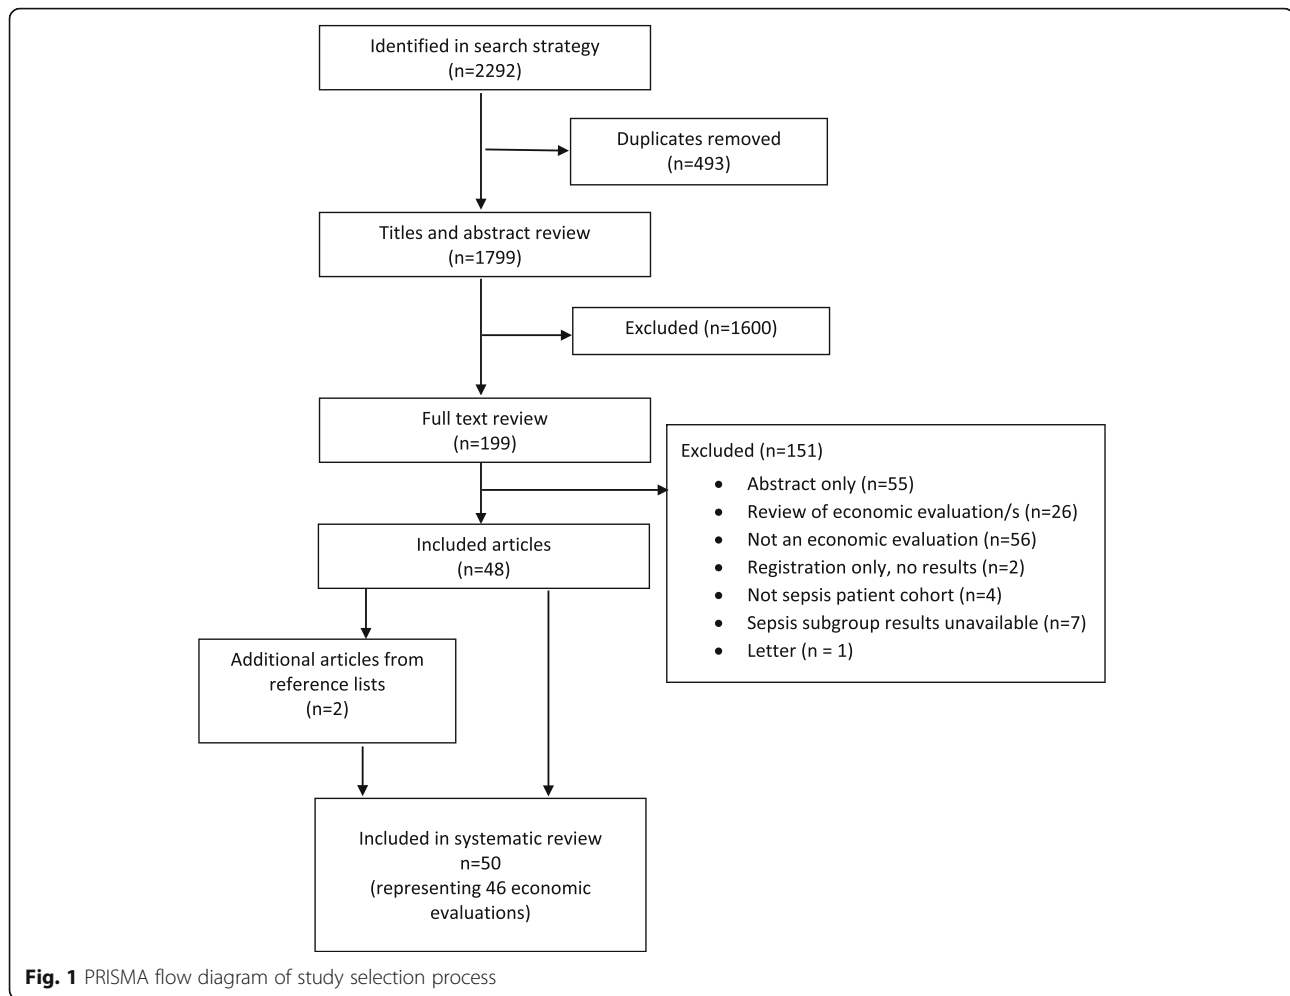 Identified in search strategy
(n=2292)
Duplicates removed
(n=493)
Titles and abstract review
(n=1799)
Excluded (n=1600)
Full text review
(n=199)
Excluded (n=151)
• Abstract only (n=55)
• Review of economic evaluation/s (n=26)
• Not an economic evaluation (n=56)
• Registration only, no results (n=2)
• Not sepsis patient cohort (n=4)
• Sepsis subgroup results unavailable (n=7)
• Letter (n = 1)
Included articles
(n=48)
Additional articles from
reference lists
(n=2)
Included in systematic review
n=50
(representing 46 economic
evaluations)
Fig. 1 PRISMA flow diagram of study selection process